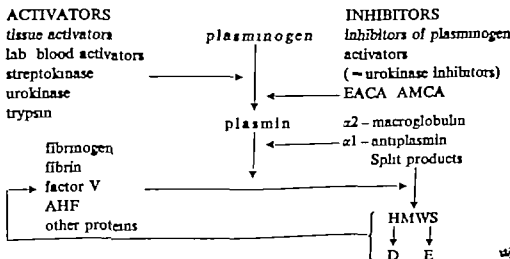 ACTIVATORS
tissue activators
lab blood activators
streptokinase
urokinase
trypsin
plasminogen
INHIBITORS
inhibitors of plasminogen
activators
(=urokinase inhibitors)
EACA AMCA
plasmin
α2-macroglobulin
α1-antiplasmin
Split products
fibrinogen
fibrin
factor V
AHF
other proteins
HMWS
D E